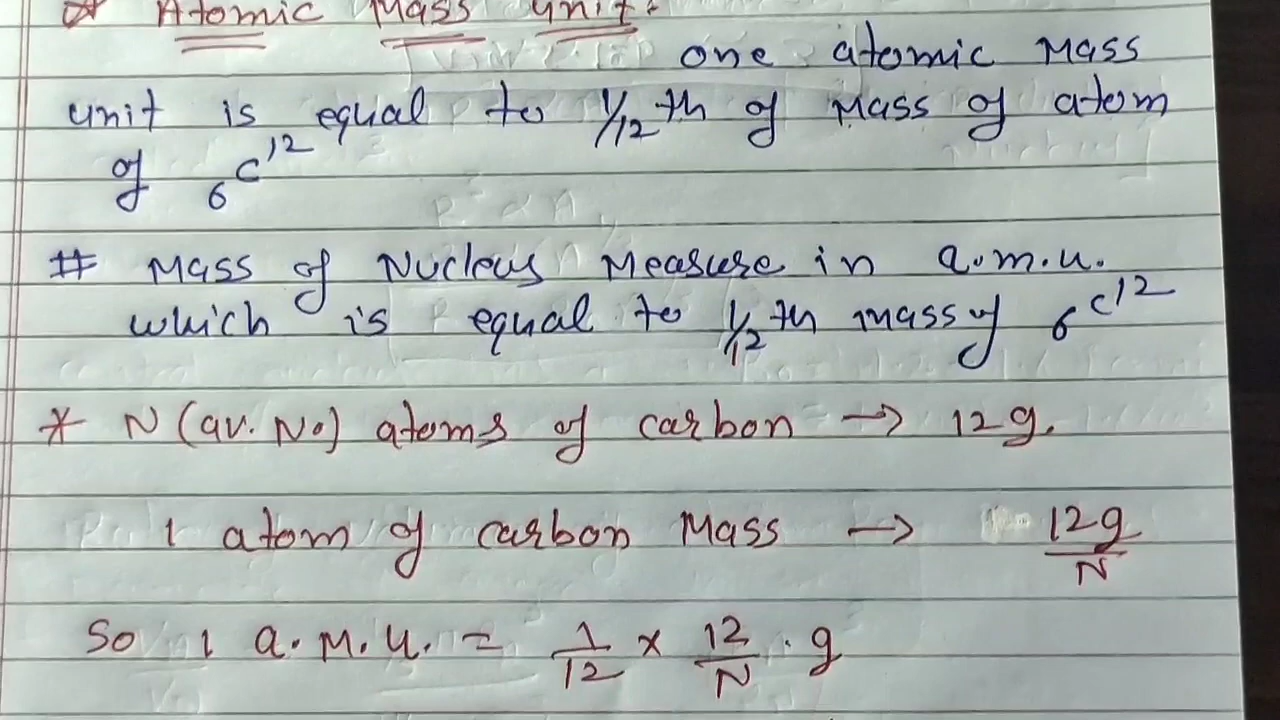 * Atomic Mass unit:
one atomic Mass
unit is equal to 1/12 th of Mass of atom
of ₆C¹²
# Mass of Nucleus Measure in a.m.u.
which is equal to 1/12 th mass of ₆C¹²
* N (av. No) atoms of carbon → 12g.
1 atom of carbon Mass → 12g/N
So 1 a.M.u. = 1/12 × 12/N . g